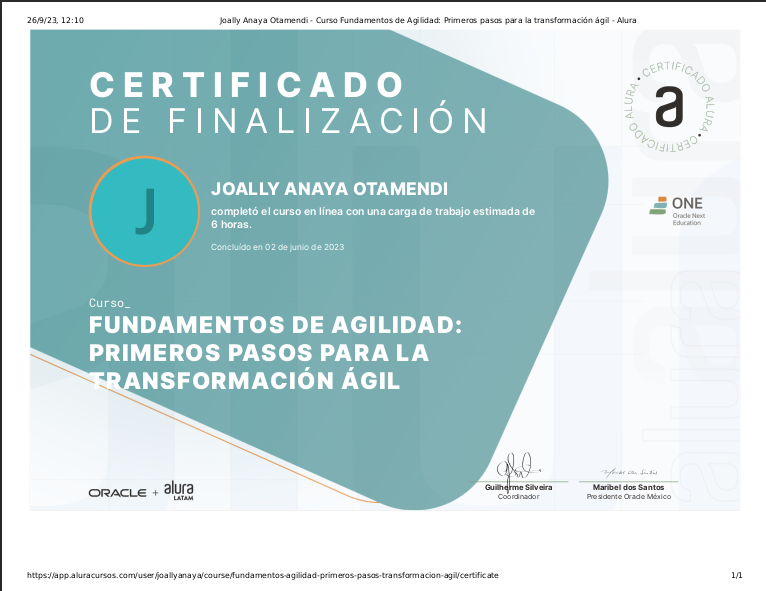 26/9/23, 12:10
Joally Anaya Otamendi - Curso Fundamentos de Agilidad: Primeros pasos para la transformación ágil - Alura
CERTIFICADO
DE FINALIZACIÓN
CERTIFICADO ALURA • CERTIFICADO ALURA •
a
J
JOALLY ANAYA OTAMENDI
completó el curso en línea con una carga de trabajo estimada de
6 horas.
Concluído en 02 de junio de 2023
ONE
Oracle Next
Education
Curso_
FUNDAMENTOS DE AGILIDAD:
PRIMEROS PASOS PARA LA
TRANSFORMACIÓN ÁGIL
ORACLE + alura
LATAM
Guilherme Silveira
Coordinador
Maribel dos Santos
Presidente Oracle México
https://app.aluracursos.com/user/joallyanaya/course/fundamentos-agilidad-primeros-pasos-transformacion-agil/certificate
1/1